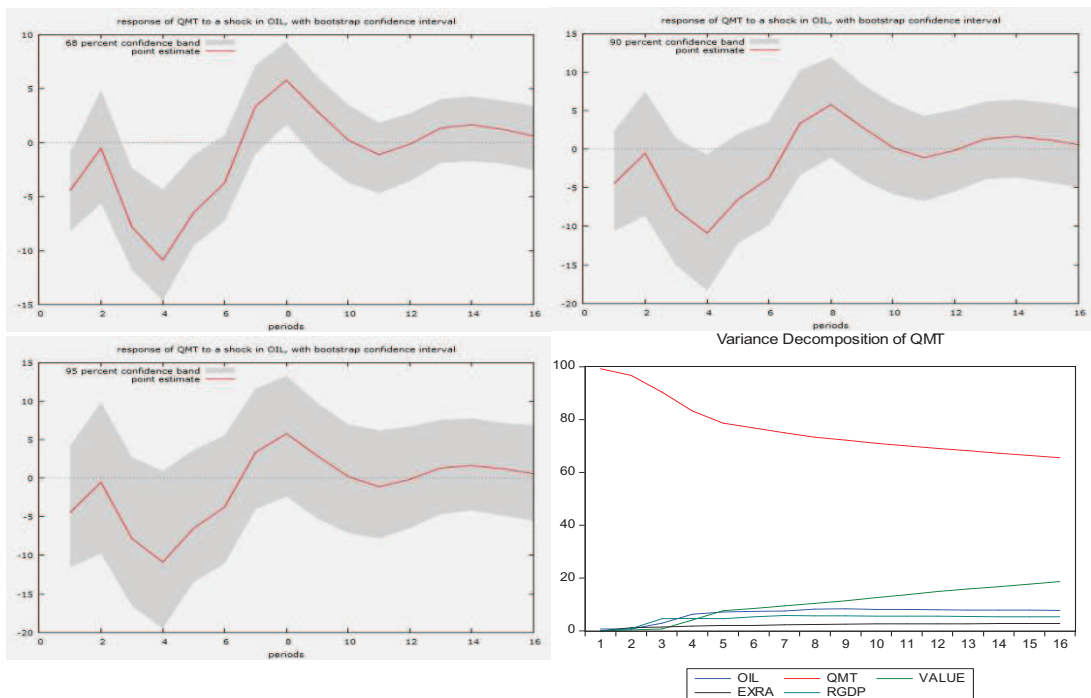 response of QMT to a shock in OIL, with bootstrap confidence interval
10
5
0
-5
-10
-15
68 percent confidence band
point estimate
0 2 4 6 8 10 12 14 16
periods
response of QMT to a shock in OIL, with bootstrap confidence interval
15
10
5
0
-5
-10
-15
-20
90 percent confidence band
point estimate
0 2 4 6 8 10 12 14 16
periods
response of QMT to a shock in OIL, with bootstrap confidence interval
15
10
5
0
-5
-10
-15
-20
95 percent confidence band
point estimate
0 2 4 6 8 10 12 14 16
periods
Variance Decomposition of QMT
100
80
60
40
20
0
1 2 3 4 5 6 7 8 9 10 11 12 13 14 15 16
OIL QMT VALUE
EXRA RGDP